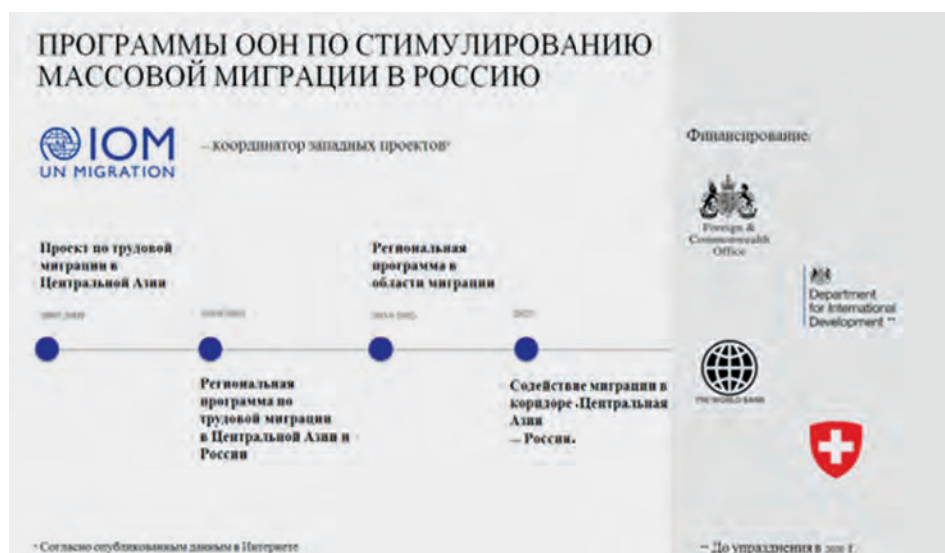 ПРОГРАММЫ ООН ПО СТИМУЛИРОВАНИЮ
МАССОВОЙ МИГРАЦИИ В РОССИЮ
IOM
UN MIGRATION
– координатор западных проектов*
Финансирование:
Foreign &
Commonwealth
Office
Department
for International
Development **
THE WORLD BANK
Проект по трудовой
миграции в
Центральной Азии
Региональная
программа в
области миграции
Региональная
программа по
трудовой миграции
в Центральной Азии и
России
Содействие миграции в
коридоре «Центральная
Азия
– Россия».
* Согласно опубликованным данным в Интернете
** До упразднения в 2020 г.